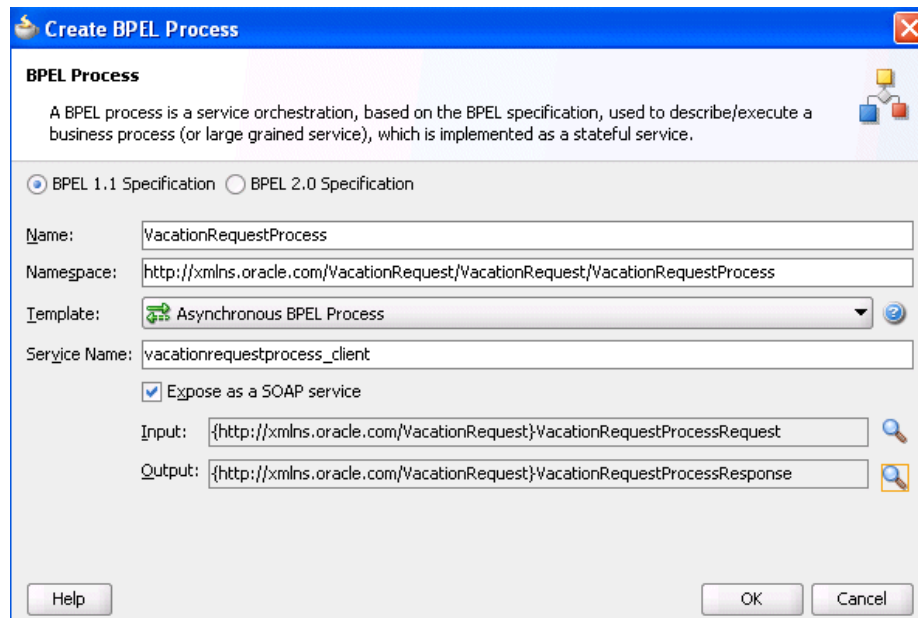 Create BPEL Process
BPEL Process
A BPEL process is a service orchestration, based on the BPEL specification, used to describe/execute a
business process (or large grained service), which is implemented as a stateful service.
BPEL 1.1 Specification BPEL 2.0 Specification
Name: VacationRequestProcess
Namespace: http://xmlns.oracle.com/VacationRequest/VacationRequest/VacationRequestProcess
Template: Asynchronous BPEL Process
Service Name: vacationrequestprocess_client
Expose as a SOAP service
Input: {http://xmlns.oracle.com/VacationRequest}VacationRequestProcessRequest
Output: {http://xmlns.oracle.com/VacationRequest}VacationRequestProcessResponse
Help OK Cancel